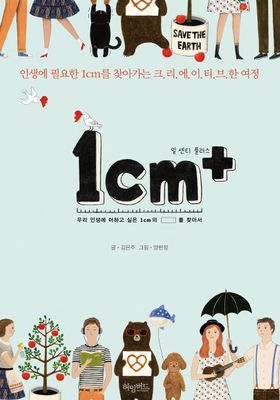 SAVE THE
EARTH
인생에 필요한 1cm를 찾아가는 크.리.에.이.티.브.한 여정
일 센티 플러스
1cm+
우리 인생에 더하고 싶은 1cm의 를 찾아서
글·김은주 그림·양현정
허밍버드